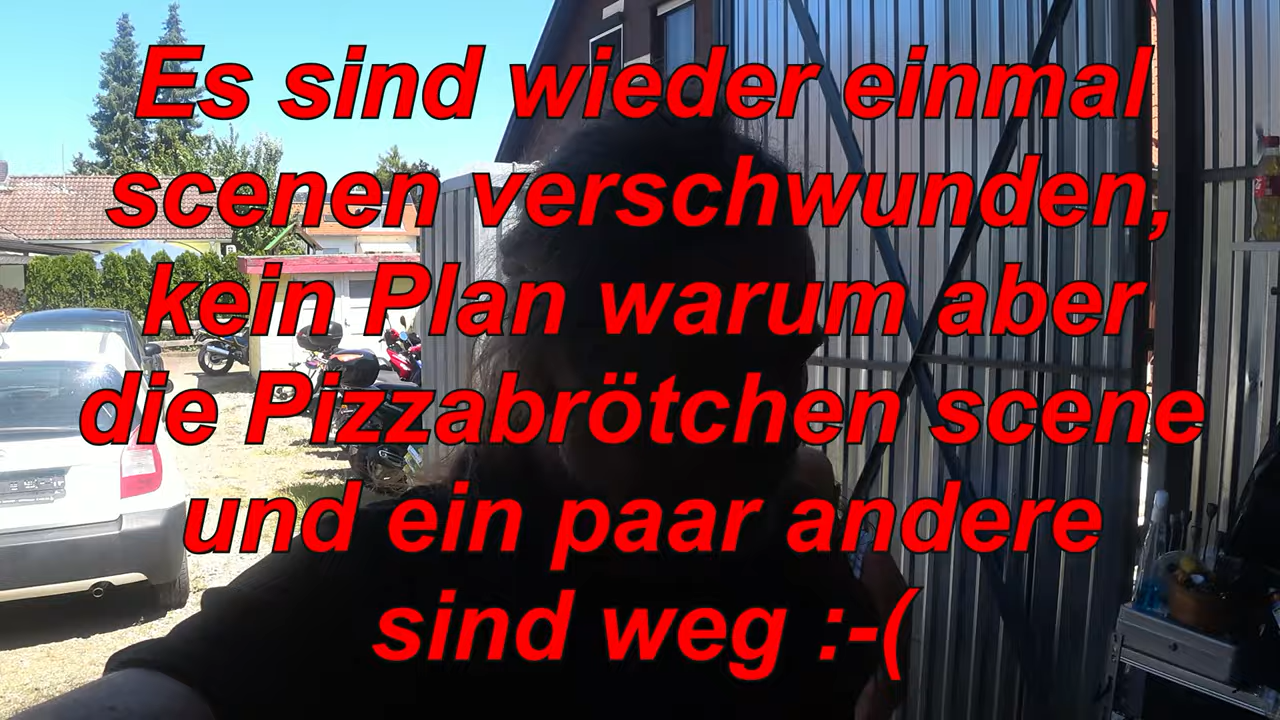 Es sind wieder einmal
scenen verschwunden,
kein Plan warum aber
die Pizzabrötchen scene
und ein paar andere
sind weg :-(